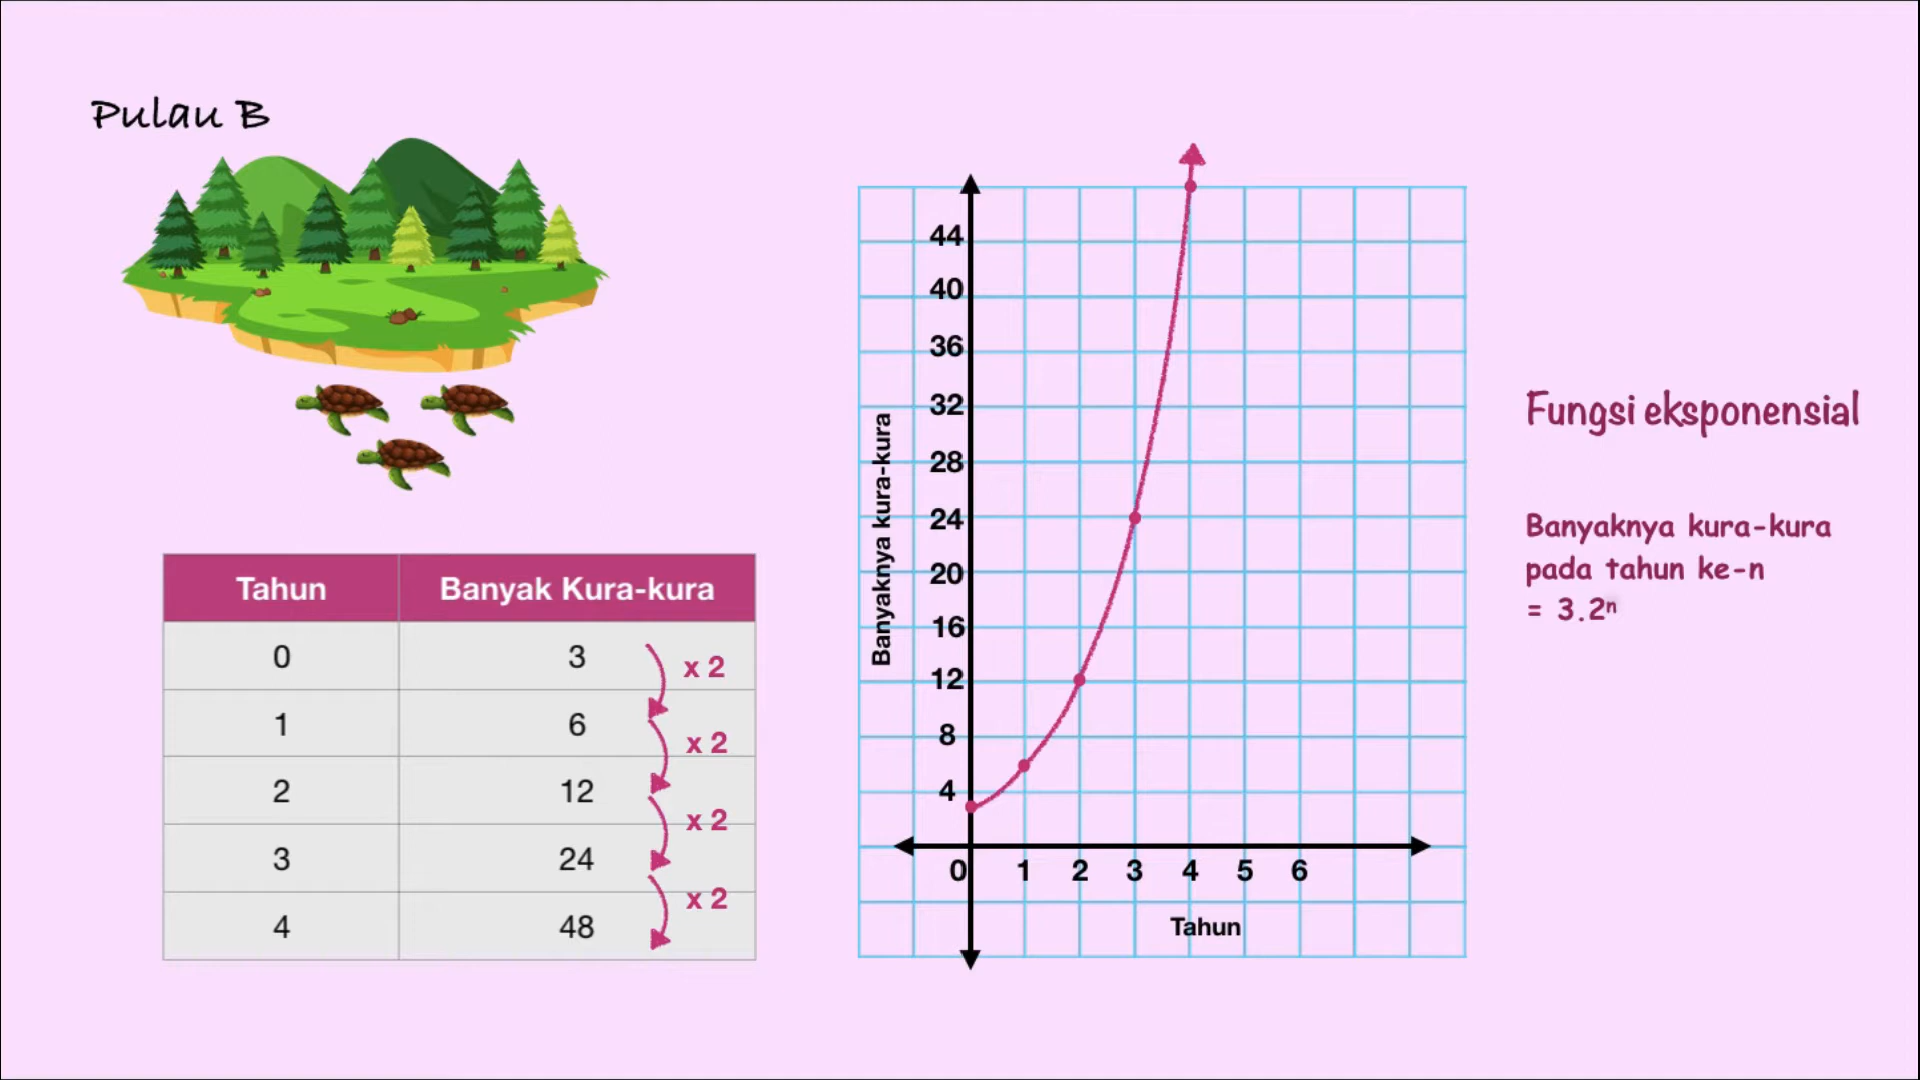 Pulau B
Tahun Banyak Kura-kura
0 3
x 2
1 6
x 2
2 12
x 2
3 24
x 2
4 48
Banyaknya kura-kura
44
40
36
32
28
24
20
16
12
8
4
0 1 2 3 4 5 6
Tahun
Fungsi eksponensial
Banyaknya kura-kura
pada tahun ke-n
= 3.2ⁿ